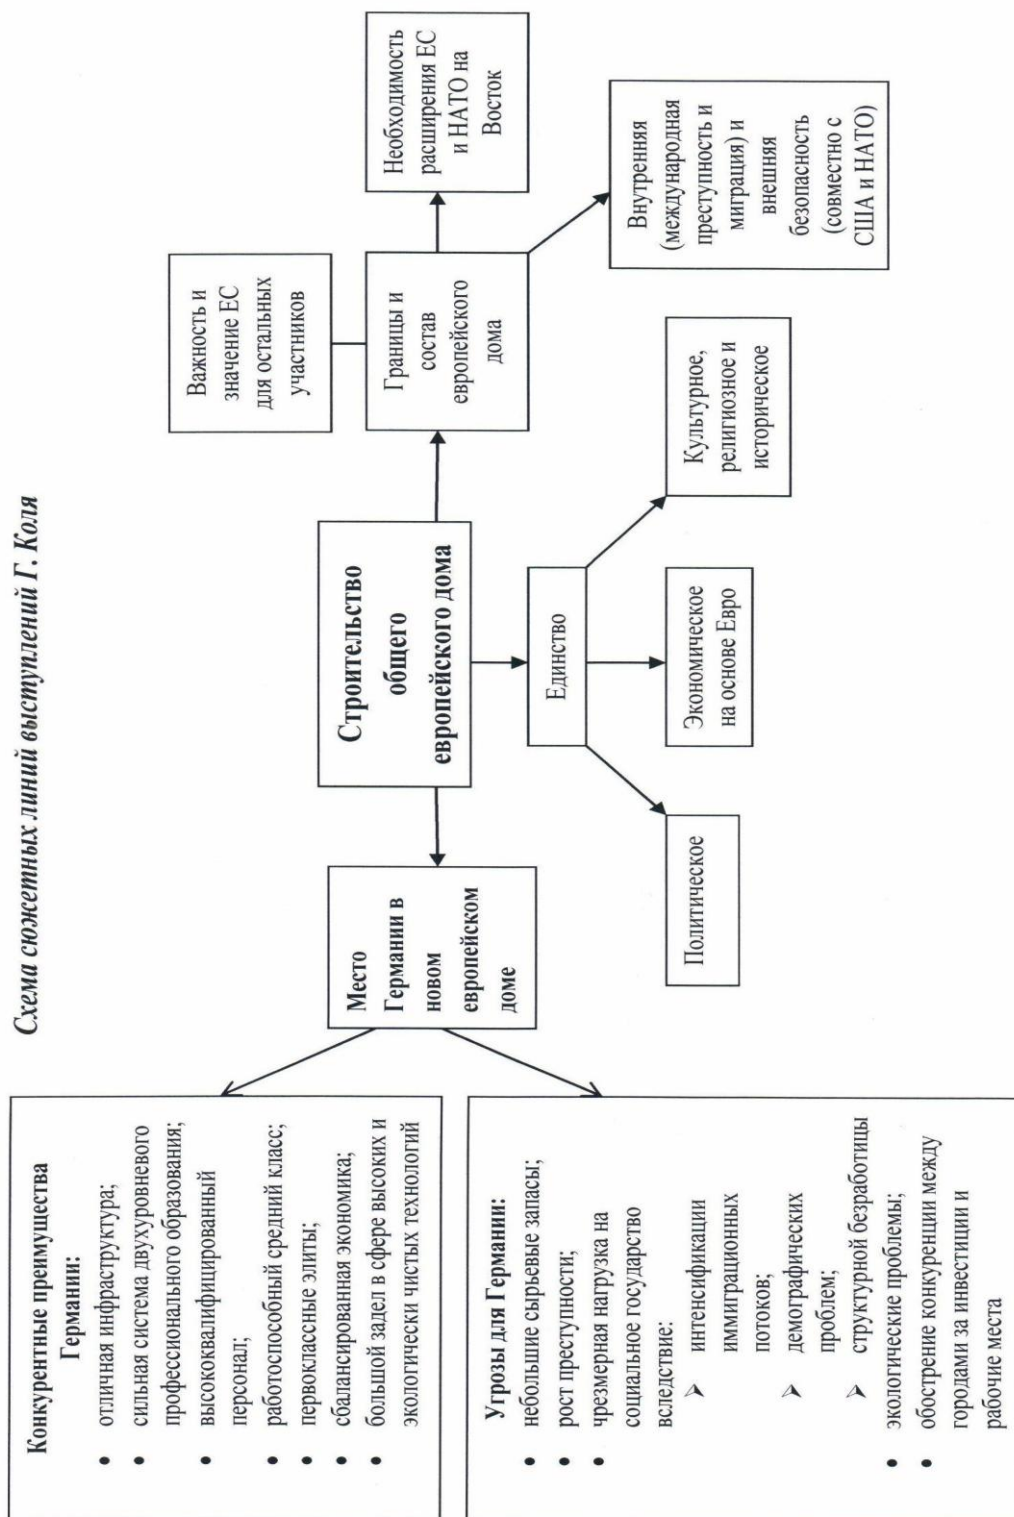 Схема сюжетных линий выступлений Г. Коля
Конкурентные преимущества
Германии:
• отличная инфраструктура;
• сильная система двухуровневого
профессионального образования;
• высококвалифицированный
персонал;
• работоспособный средний класс;
• первоклассные элиты;
• сбалансированная экономика;
• большой задел в сфере высоких и
экологически чистых технологий
Угрозы для Германии:
• небольшие сырьевые запасы;
• рост преступности;
• чрезмерная нагрузка на
социальное государство
вследствие:
➢ интенсификации
иммиграционных
потоков;
➢ демографических
проблем;
➢ структурной безработицы
• экологические проблемы;
• обострение конкуренции между
городами за инвестиции и
рабочие места
Место
Германии в
новом
европейском
доме
Строительство
общего
европейского дома
Единство
Политическое
Экономическое
на основе Евро
Культурное,
религиозное и
историческое
Важность и
значение ЕС
для остальных
участников
Границы и
состав
европейского
дома
Необходимость
расширения ЕС
и НАТО на
Восток
Внутренняя
(международная
преступность и
миграция) и
внешняя
безопасность
(совместно с
США и НАТО)